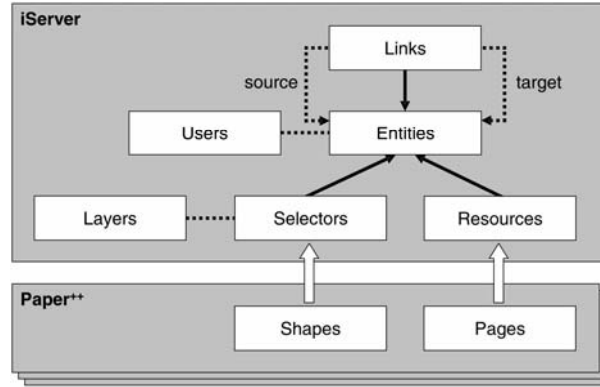 iServer
Links
source
target
Users
Entities
Layers
Selectors
Resources
Paper++
Shapes
Pages